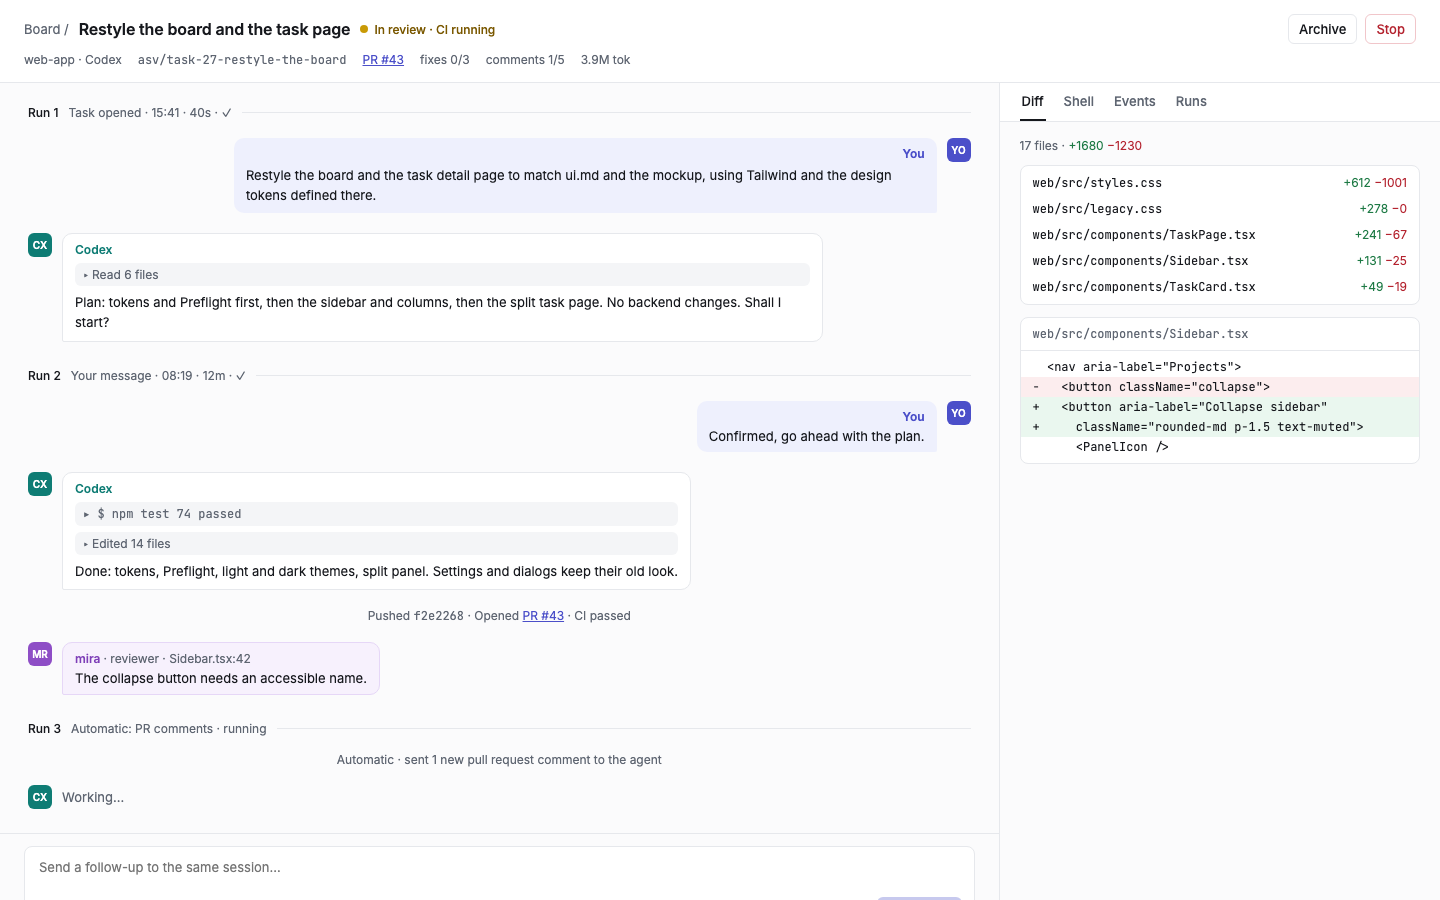 Board / Restyle the board and the task page In review · CI running Archive Stop
web-app · Codex asv/task-27-restyle-the-board PR #43 fixes 0/3 comments 1/5 3.9M tok
Run 1 Task opened · 15:41 · 40s · ✓
You YO
Restyle the board and the task detail page to match ui.md and the mockup, using Tailwind and the design
tokens defined there.
CX Codex
▸ Read 6 files
Plan: tokens and Preflight first, then the sidebar and columns, then the split task page. No backend changes. Shall I
start?
Run 2 Your message · 08:19 · 12m · ✓
You YO
Confirmed, go ahead with the plan.
CX Codex
▸ $ npm test 74 passed
▸ Edited 14 files
Done: tokens, Preflight, light and dark themes, split panel. Settings and dialogs keep their old look.
Pushed f2e2268 · Opened PR #43 · CI passed
MR mira · reviewer · Sidebar.tsx:42
The collapse button needs an accessible name.
Run 3 Automatic: PR comments · running
Automatic · sent 1 new pull request comment to the agent
CX Working...
Send a follow-up to the same session...
Diff Shell Events Runs
17 files · +1680 −1230
web/src/styles.css +612 −1001
web/src/legacy.css +278 −0
web/src/components/TaskPage.tsx +241 −67
web/src/components/Sidebar.tsx +131 −25
web/src/components/TaskCard.tsx +49 −19
web/src/components/Sidebar.tsx
<nav aria-label="Projects">
- <button className="collapse">
+ <button aria-label="Collapse sidebar"
+ className="rounded-md p-1.5 text-muted">
<PanelIcon />